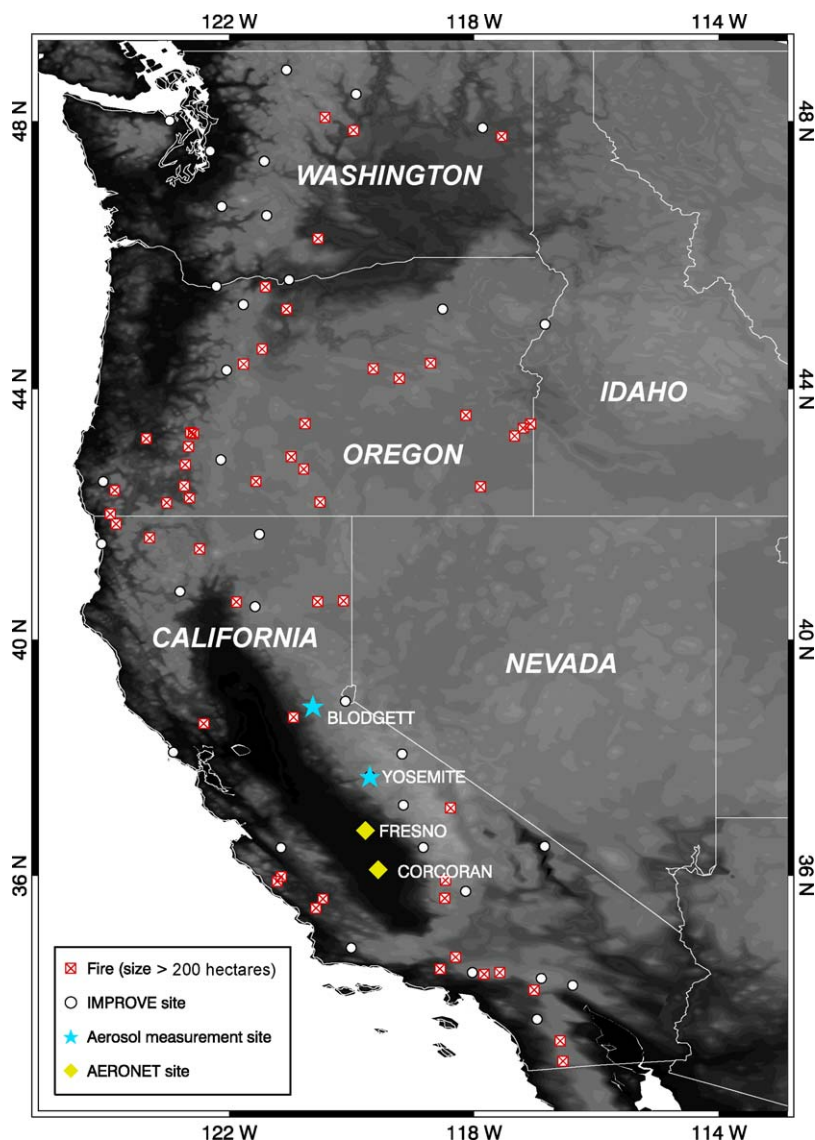 122 W 118 W 114 W
48 N 48 N
WASHINGTON
44 N 44 N
IDAHO
OREGON
40 N 40 N
CALIFORNIA
NEVADA
BLODGETT
YOSEMITE
FRESNO
CORCORAN
36 N 36 N
Fire (size > 200 hectares)
IMPROVE site
Aerosol measurement site
AERONET site
122 W 118 W 114 W